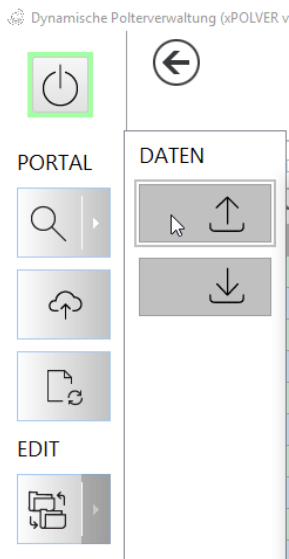 Dynamische Polterverwaltung (xPOLVER v
PORTAL
DATEN
EDIT